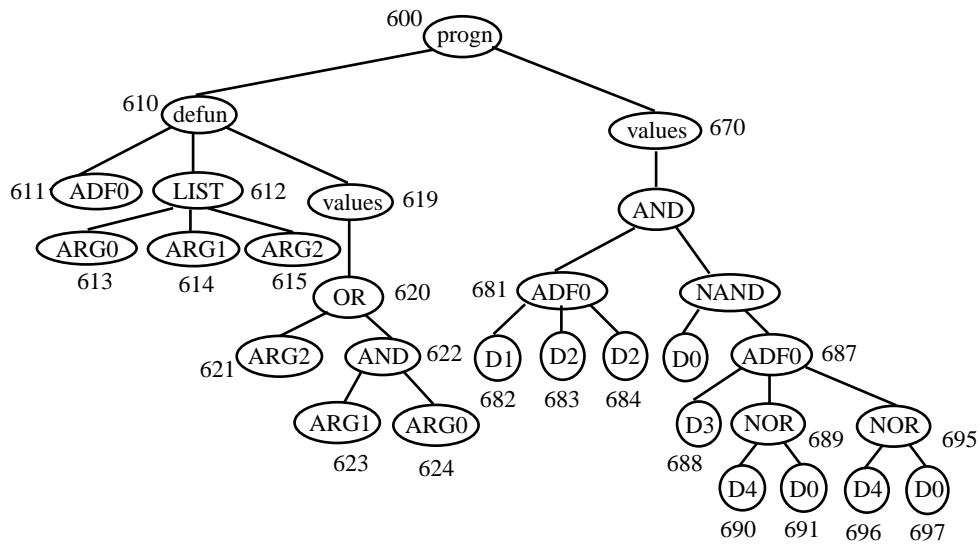 600 progn
610 defun
values 670
611 ADF0 LIST 612 values 619 AND
ARG0 ARG1 ARG2
613 614 615
OR 620 681 ADF0 NAND
621 ARG2 AND 622 D1 D2 D2 D0 ADF0 687
682 683 684
ARG1 ARG0 D3 NOR 689 NOR 695
623 624 688
D4 D0 D4 D0
690 691 696 697